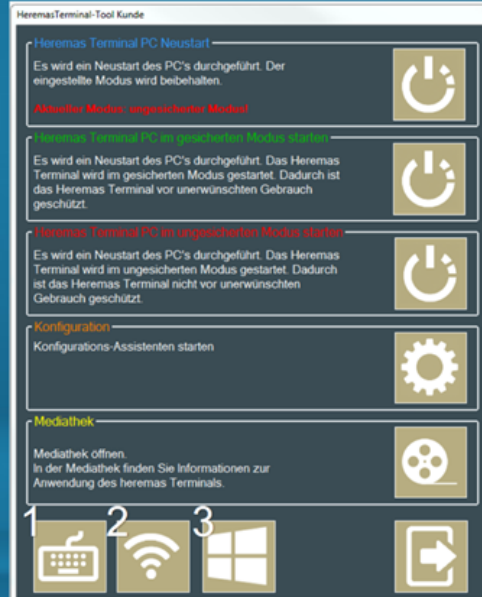 HeremasTerminal-Tool Kunde
Heremas Terminal PC Neustart
Es wird ein Neustart des PC's durchgeführt. Der
eingestellte Modus wird beibehalten.
Aktueller Modus: ungesicherter Modus!
Heremas Terminal PC im gesicherten Modus starten
Es wird ein Neustart des PC's durchgeführt. Das Heremas
Terminal wird im gesicherten Modus gestartet. Dadurch ist
das Heremas Terminal vor unerwünschten Gebrauch
geschützt.
Heremas Terminal PC im ungesicherten Modus starten
Es wird ein Neustart des PC's durchgeführt. Das Heremas
Terminal wird im ungesicherten Modus gestartet. Dadurch
ist das Heremas Terminal nicht vor unerwünschten
Gebrauch geschützt.
Konfiguration
Konfigurations-Assistenten starten
Mediathek
Mediathek öffnen.
In der Mediathek finden Sie Informationen zur
Anwendung des heremas Terminals.
1 2 3